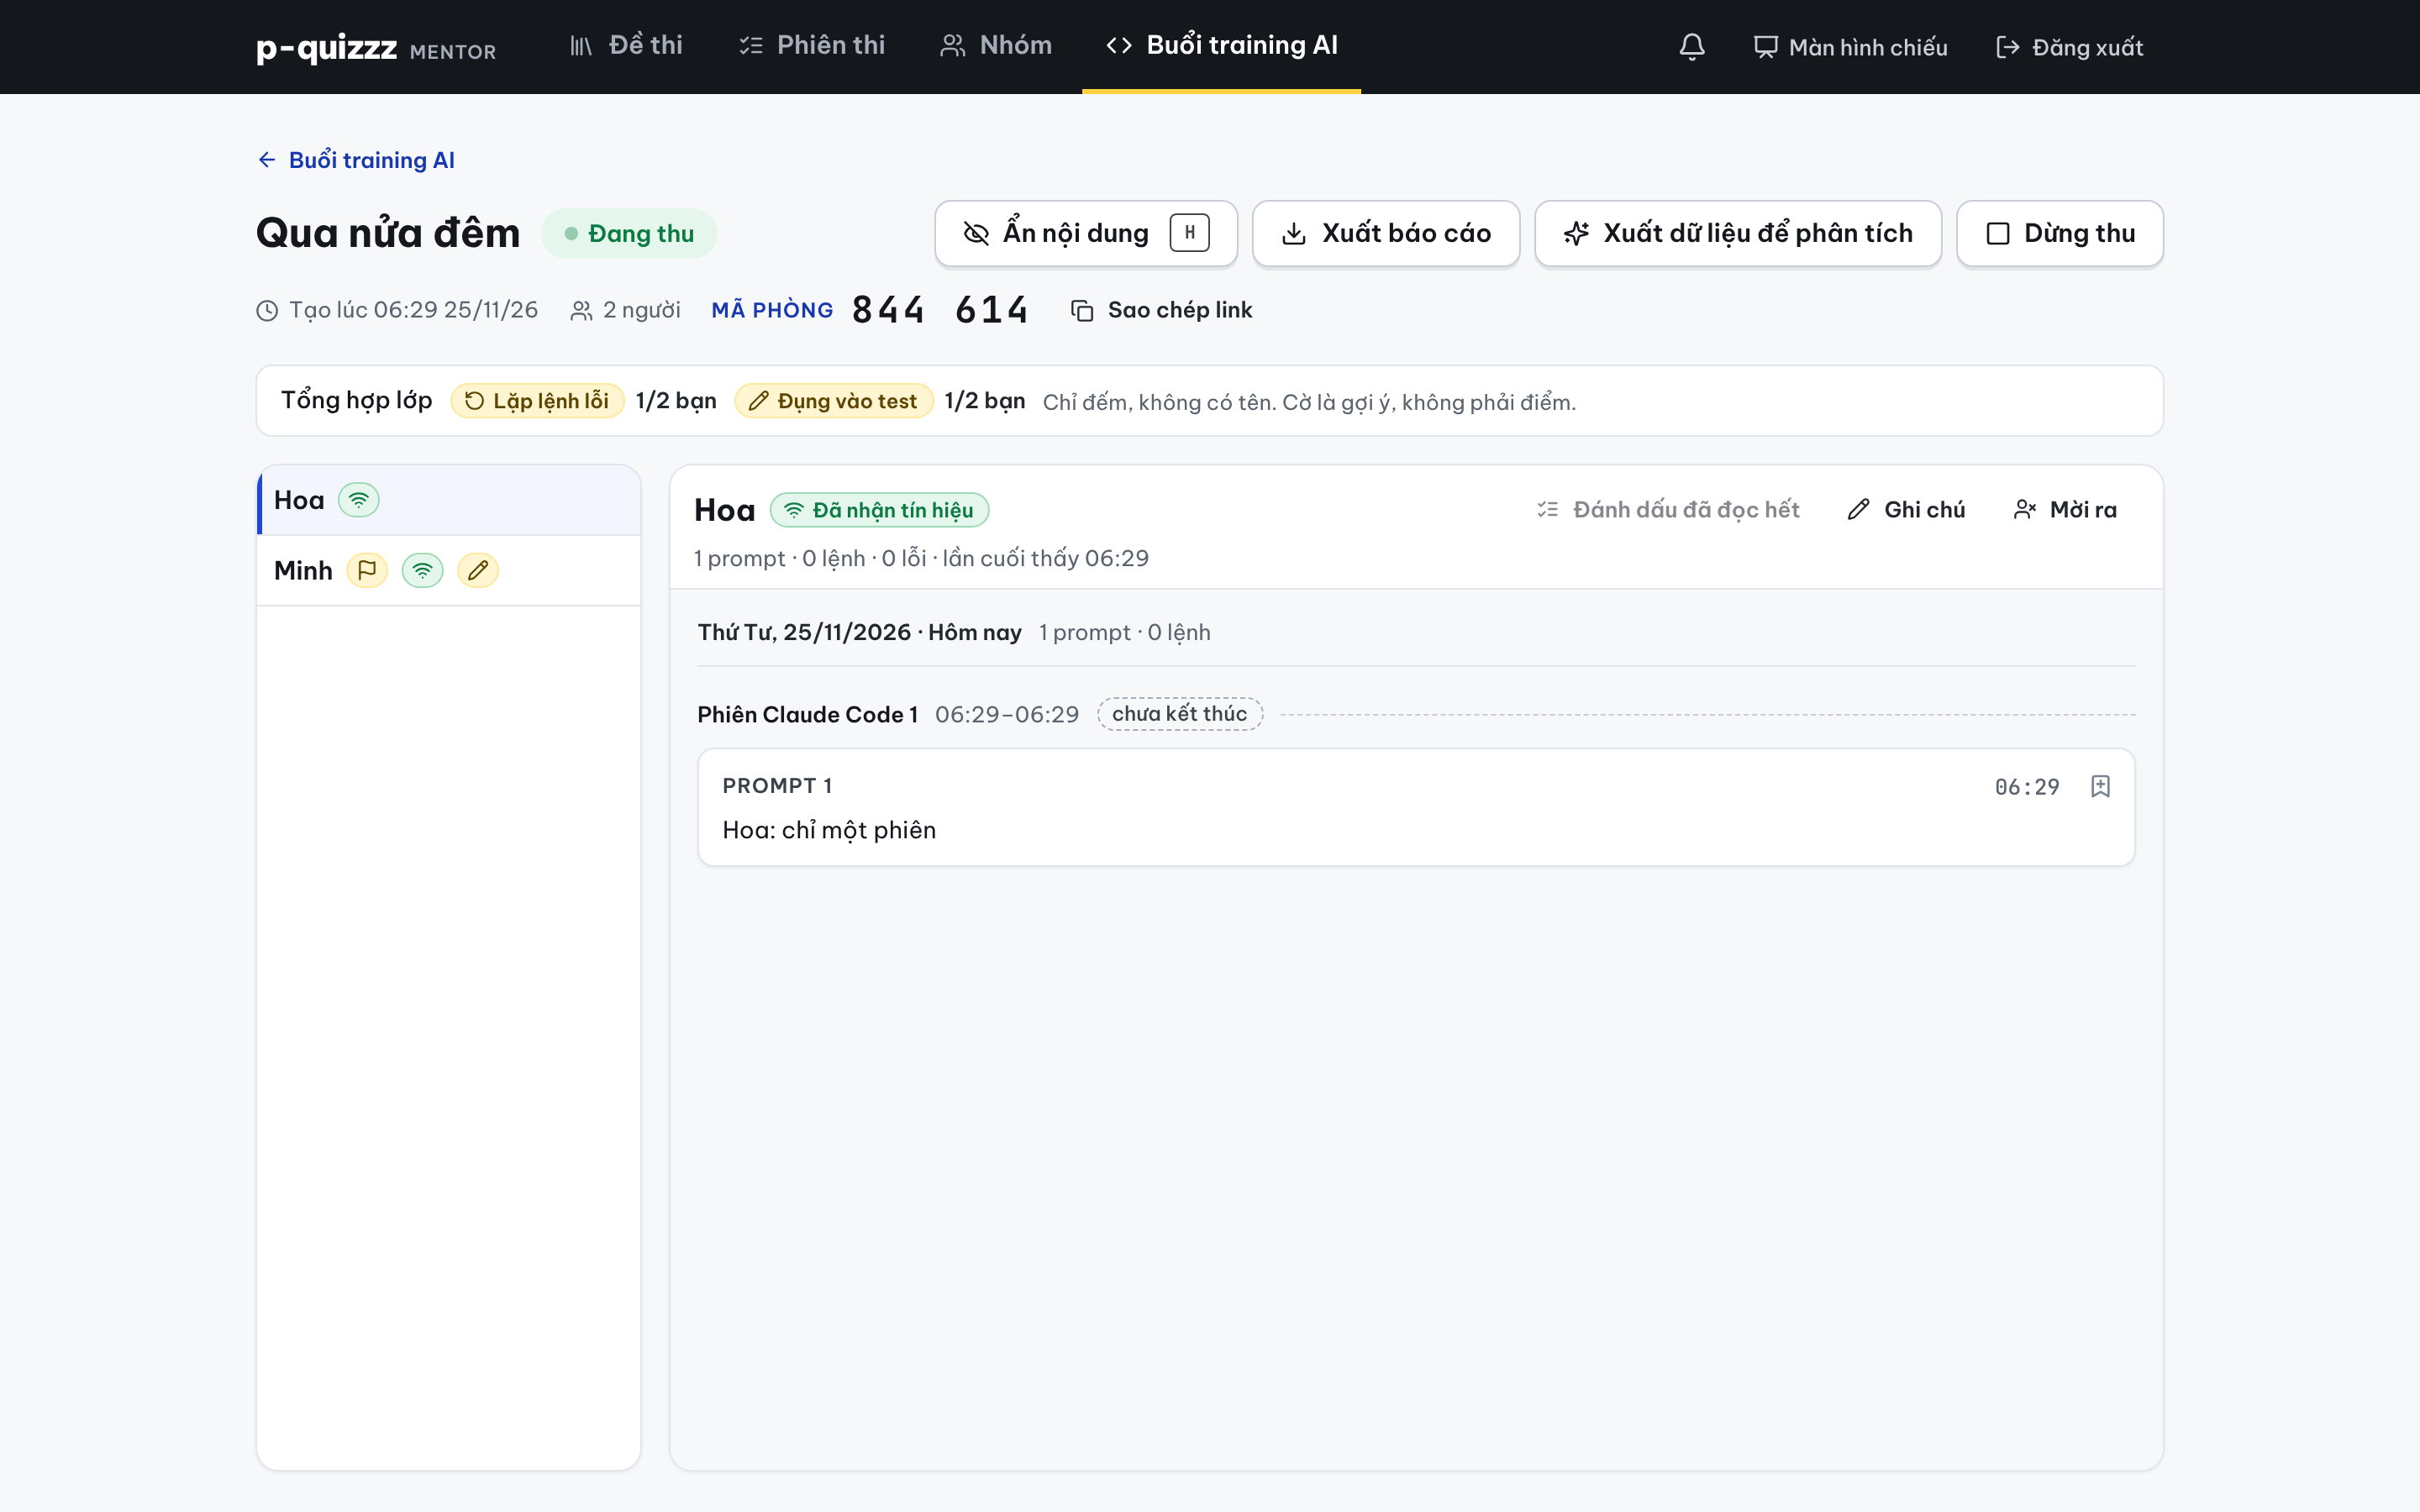 p-quizzz MENTOR Đề thi Phiên thi Nhóm Buổi training AI Màn hình chiếu Đăng xuất
Buổi training AI
Qua nửa đêm Đang thu Ẩn nội dung H Xuất báo cáo Xuất dữ liệu để phân tích Dừng thu
Tạo lúc 06:29 25/11/26 2 người MÃ PHÒNG 844 614 Sao chép link
Tổng hợp lớp Lặp lệnh lỗi 1/2 bạn Đụng vào test 1/2 bạn Chỉ đếm, không có tên. Cờ là gợi ý, không phải điểm.
Hoa
Minh
Hoa Đã nhận tín hiệu Đánh dấu đã đọc hết Ghi chú Mời ra
1 prompt · 0 lệnh · 0 lỗi · lần cuối thấy 06:29
Thứ Tư, 25/11/2026 · Hôm nay 1 prompt · 0 lệnh
Phiên Claude Code 1 06:29–06:29 chưa kết thúc
PROMPT 1 06:29
Hoa: chỉ một phiên